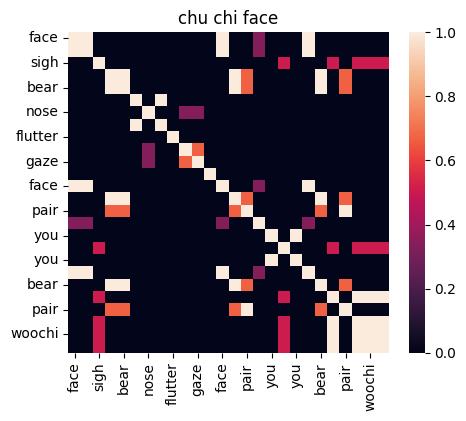 chu chi face
face
sigh
bear
nose
flutter
gaze
face
pair
you
you
bear
pair
woochi
1.0
0.8
0.6
0.4
0.2
0.0
face
sigh
bear
nose
flutter
gaze
face
pair
you
you
bear
pair
woochi